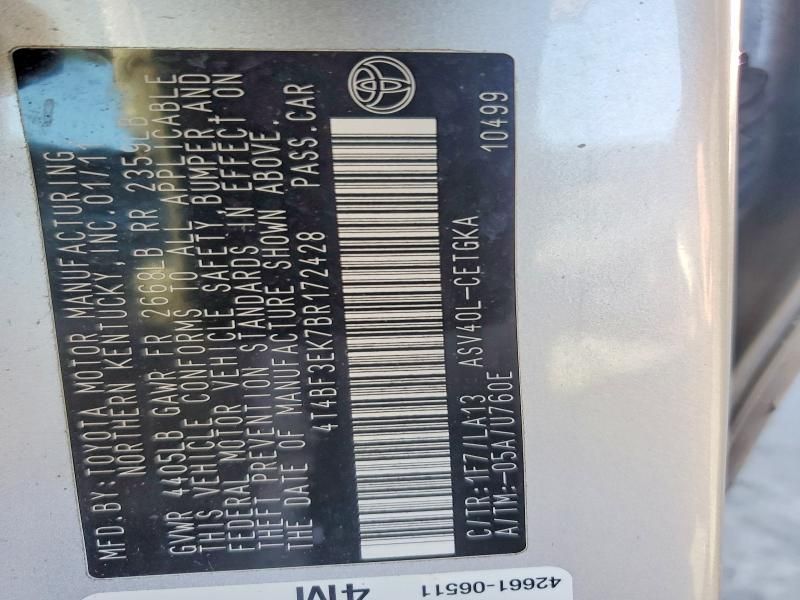 MFD.BY:TOYOTA MOTOR MANUFACTURING,
NORTHERN KENTUCKY, INC.01/1
GVWR 4405LB GAWR FR 2668LB RR 2359LB
THIS VEHICLE CONFORMS TO ALL APPLICABLE
FEDERAL MOTOR VEHICLE SAFETY, BUMPER AND
THEFT PREVENTION STANDARDS IN EFFECT ON
THE DATE OF MANUFACTURE SHOWN ABOVE.
4T4BF3EK7BR172428 PASS.CAR
C/TR:1F7/LA13 ASV40L-CETGKA 10499
A/TM:-05A/U760E
4M
42661-06511